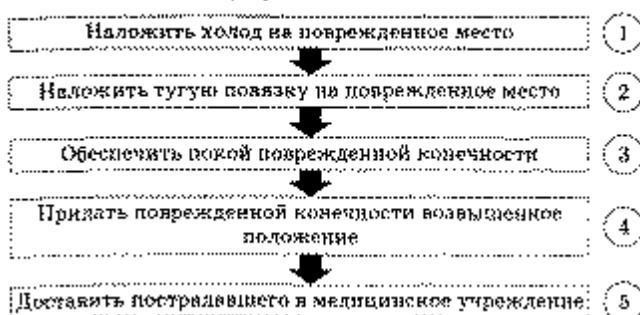 Наложить холод на поврежденное место 1
Наложить тугую повязку на поврежденное место 2
Обеспечить покой поврежденной конечности 3
Придать поврежденной конечности возвышенное
положение 4
Доставить пострадавшего в медицинское учреждение 5